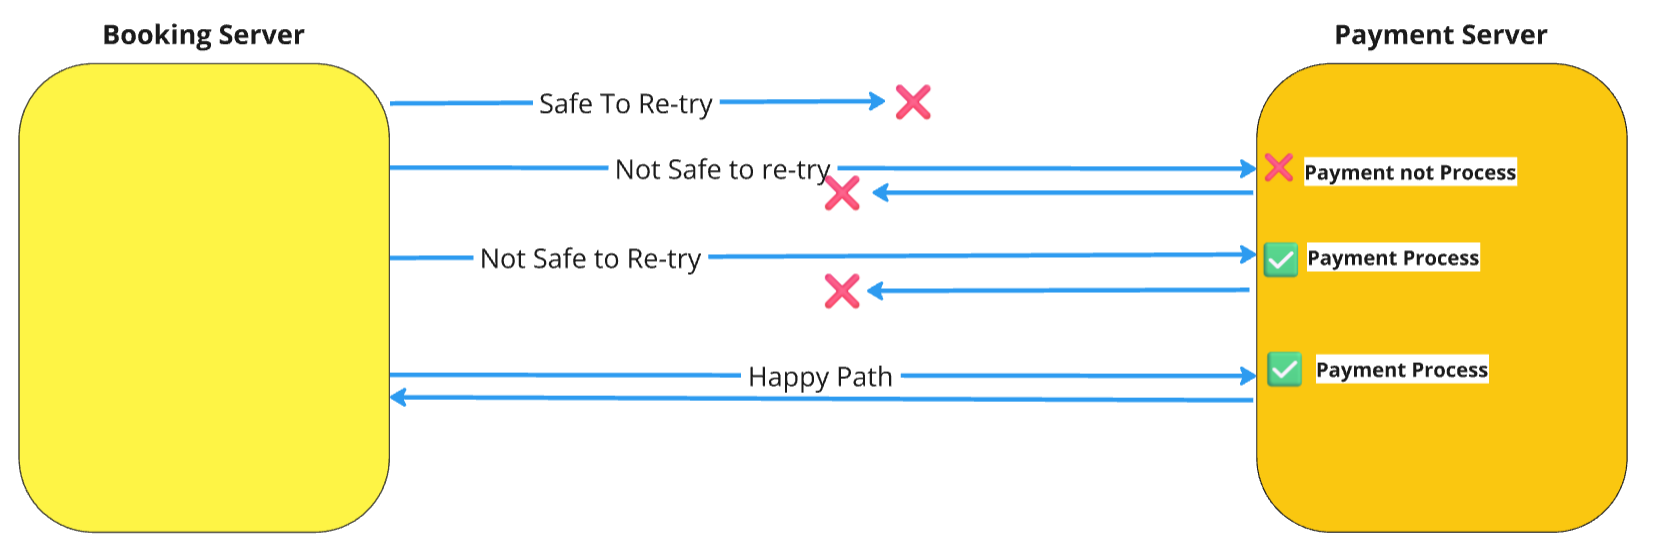 Booking Server
Payment Server
Safe To Re-try
Not Safe to re-try
Payment not Process
Not Safe to Re-try
Payment Process
Happy Path
Payment Process